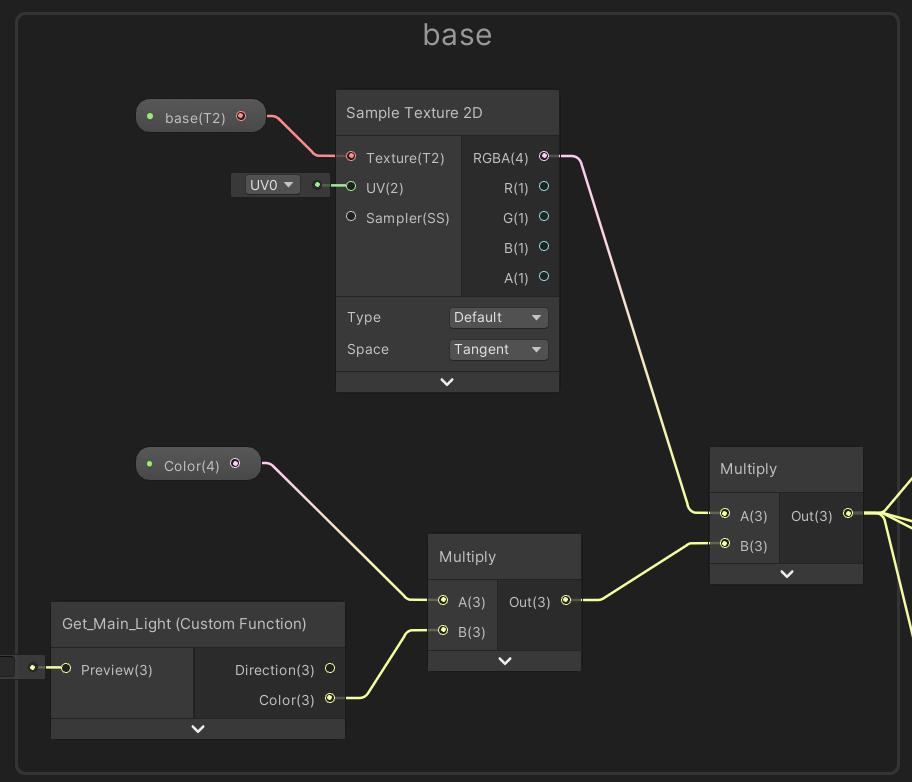 base
Sample Texture 2D
base(T2)
Texture(T2)
RGBA(4)
UV0
UV(2)
R(1)
Sampler(SS)
G(1)
B(1)
A(1)
Type
Default
Space
Tangent
Color(4)
Multiply
A(3)
Out(3)
B(3)
Multiply
A(3)
Out(3)
B(3)
Get_Main_Light (Custom Function)
Preview(3)
Direction(3)
Color(3)